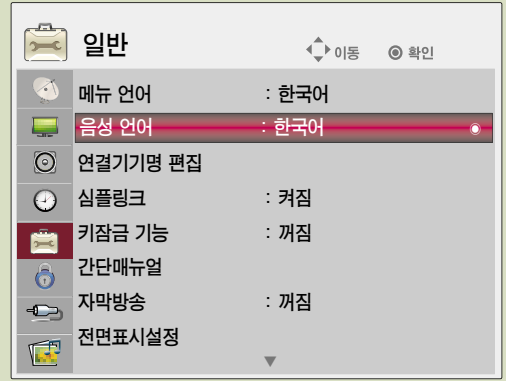 일반
이동 확인
메뉴 언어 : 한국어
음성 언어 : 한국어
연결기기명 편집
심플링크 : 켜짐
키잠금 기능 : 꺼짐
간단매뉴얼
자막방송 : 꺼짐
전면표시설정